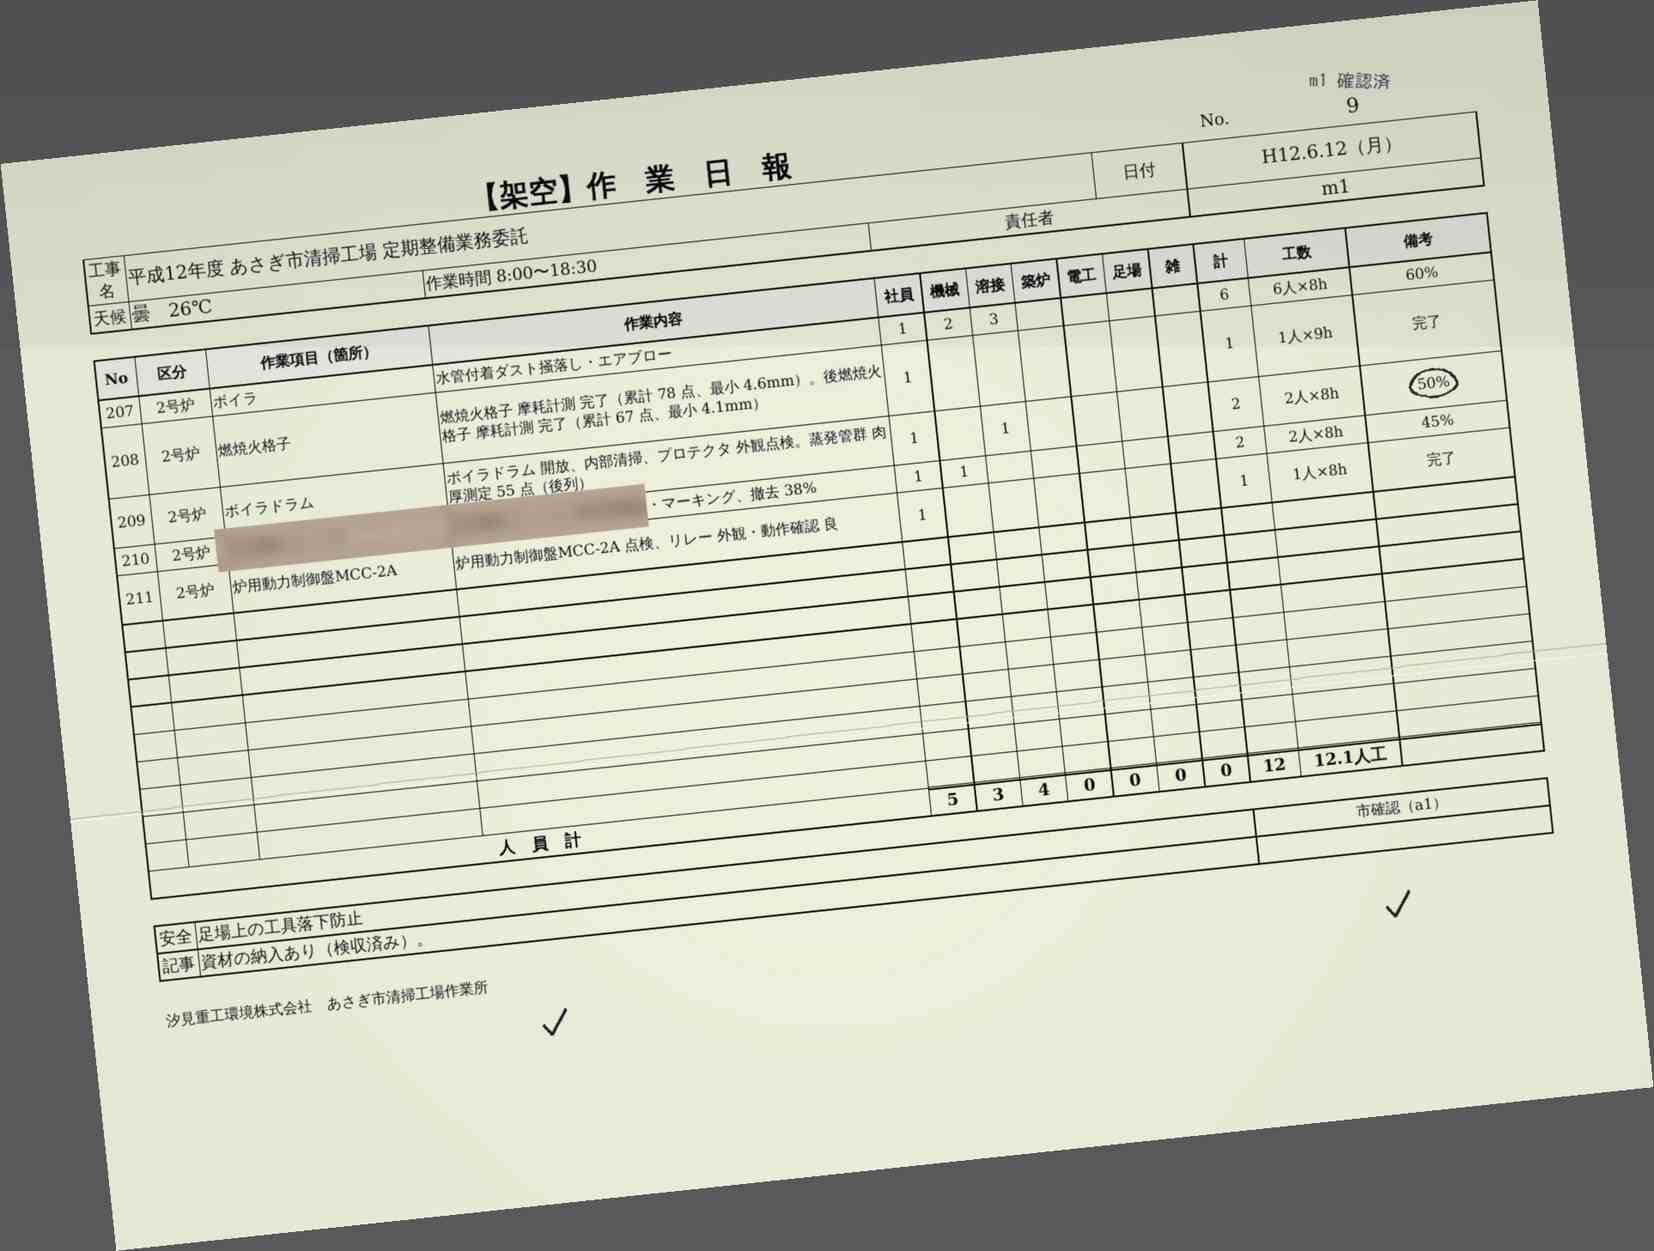 m1 確認済
No. 9
【架空】作 業 日 報
工事名 平成12年度 あさぎ市清掃工場 定期整備業務委託 日付 H12.6.12（月）
天候 曇 26℃ 作業時間 8:00〜18:30 責任者 m1
No 区分 作業項目（箇所） 作業内容 社員 機械 溶接 築炉 電工 足場 雑 計 工数 備考
207 2号炉 ボイラ 水管付着ダスト掻落し・エアブロー 1 2 3 6 6人×8h 60%
208 2号炉 燃焼火格子 燃焼火格子 摩耗計測 完了（累計 78 点、最小 4.6mm）。後燃焼火
格子 摩耗計測 完了（累計 67 点、最小 4.1mm） 1 1 1人×9h 完了
209 2号炉 ボイラドラム ボイラドラム 開放、内部清掃、プロテクタ 外観点検。蒸発管群 肉
厚測定 55 点（後列） 1 1 2 2人×8h 50%
210 2号炉 ・マーキング、撤去 38% 1 1 2 2人×8h 45%
211 2号炉 炉用動力制御盤MCC-2A 炉用動力制御盤MCC-2A 点検、リレー 外観・動作確認 良 1 1 1人×8h 完了
人 員 計 5 3 4 0 0 0 0 12 12.1人工
安全 足場上の工具落下防止 市確認（a1）
記事 資材の納入あり（検収済み）。
汐見重工環境株式会社 あさぎ市清掃工場作業所